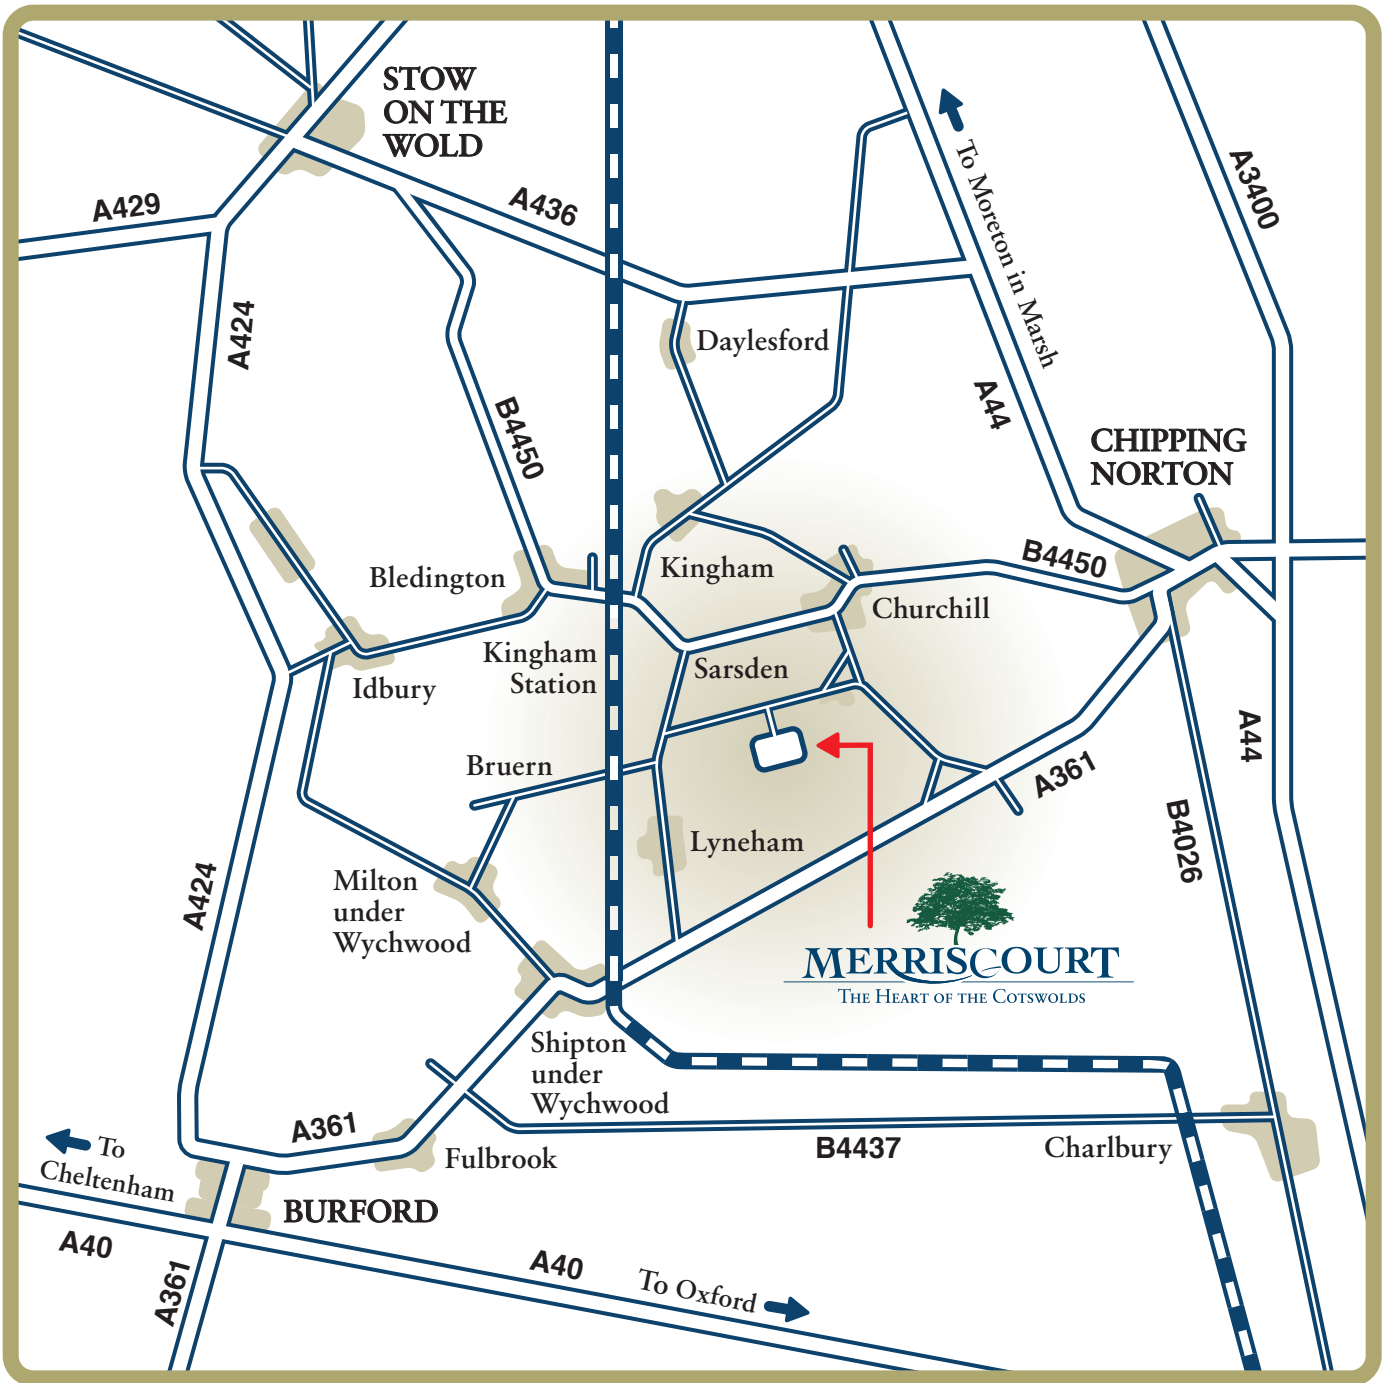 STOW
ON THE
WOLD
A429
A436
A3400
To Moreton in Marsh
A424
Daylesford
A44
B4450
CHIPPING
NORTON
B4450
Bledington
Kingham
Churchill
Kingham
Station
Sarsden
Idbury
A44
Bruern
A361
B4026
Lyneham
A424
Milton
under
Wychwood
MERRISCOURT
THE HEART OF THE COTSWOLDS
Shipton
under
Wychwood
A361
B4437
Charlbury
Fulbrook
To
Cheltenham
BURFORD
A40
A361
A40
To Oxford